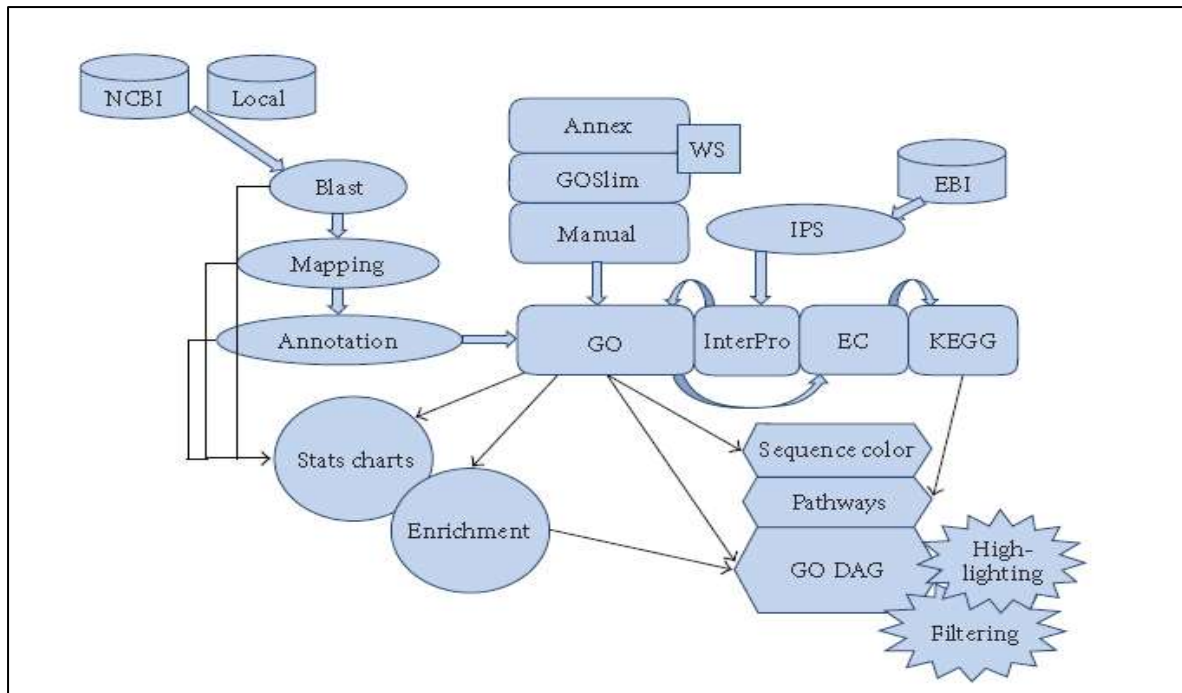 NCBI
Local
Annex
WS
GOSlim
EBI
Blast
Manual
IPS
Mapping
Annotation
GO
InterPro
EC
KEGG
Stats charts
Sequence color
Pathways
Enrichment
GO DAG
High-
lighting
Filtering